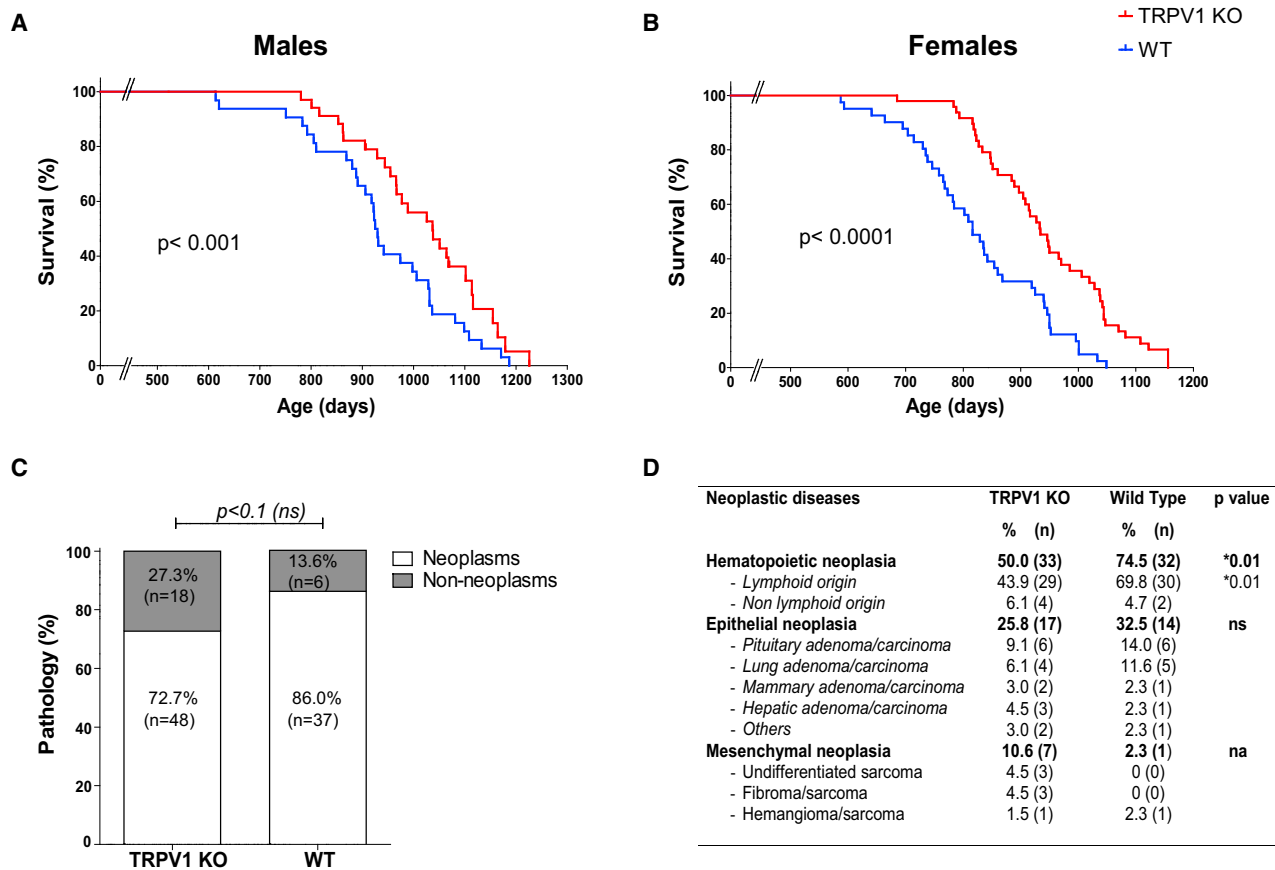 A
Males
Survival (%)
100
80
60
40
20
0
p< 0.001
0 500 600 700 800 900 1000 1100 1200 1300
Age (days)
B
Females
TRPV1 KO
WT
Survival (%)
100
80
60
40
20
0
p< 0.0001
0 500 600 700 800 900 1000 1100 1200
Age (days)
C
p<0.1 (ns)
Pathology (%)
100
80
60
40
20
0
27.3%
(n=18)
72.7%
(n=48)
13.6%
(n=6)
86.0%
(n=37)
TRPV1 KO WT
Neoplasms
Non-neoplasms
D
Neoplastic diseases TRPV1 KO Wild Type p value
% (n) % (n)
Hematopoietic neoplasia 50.0 (33) 74.5 (32) *0.01
- Lymphoid origin 43.9 (29) 69.8 (30) *0.01
- Non lymphoid origin 6.1 (4) 4.7 (2)
Epithelial neoplasia 25.8 (17) 32.5 (14) ns
- Pituitary adenoma/carcinoma 9.1 (6) 14.0 (6)
- Lung adenoma/carcinoma 6.1 (4) 11.6 (5)
- Mammary adenoma/carcinoma 3.0 (2) 2.3 (1)
- Hepatic adenoma/carcinoma 4.5 (3) 2.3 (1)
- Others 3.0 (2) 2.3 (1)
Mesenchymal neoplasia 10.6 (7) 2.3 (1) na
- Undifferentiated sarcoma 4.5 (3) 0 (0)
- Fibroma/sarcoma 4.5 (3) 0 (0)
- Hemangioma/sarcoma 1.5 (1) 2.3 (1)